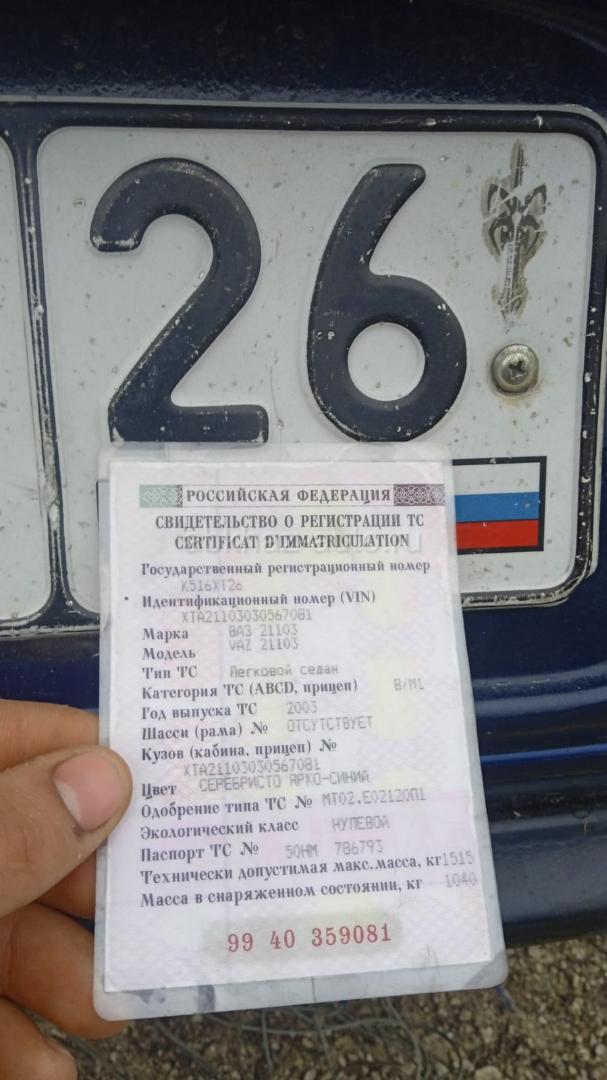 26
РОССИЙСКАЯ ФЕДЕРАЦИЯ
СВИДЕТЕЛЬСТВО О РЕГИСТРАЦИИ ТС
CERTIFICAT D'IMMATRICULATION
Государственный регистрационный номер
К516ХТ26
Идентификационный номер (VIN)
XTA21103030567081
Марка ВАЗ 21103
Модель VAZ 21103
Тип ТС Легковой седан
Категория ТС (ABCD, прицеп) B/M1
Год выпуска ТС 2003
Шасси (рама) № ОТСУТСТВУЕТ
Кузов (кабина, прицеп) №
XTA21103030567081
Цвет СЕРЕБРИСТО ЯРКО-СИНИЙ
Одобрение типа ТС № МТ02.Е02120П1
Экологический класс НУЛЕВОЙ
Паспорт ТС № 50НМ 786793
Технически допустимая макс.масса, кг 1515
Масса в снаряженном состоянии, кг 1040
99 40 359081